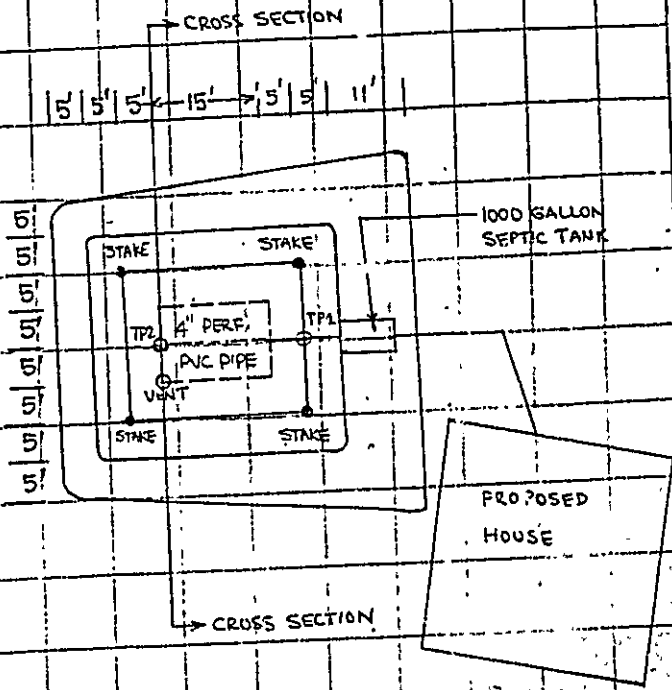 CROSS SECTION
5' 5' 5' 15' 5' 5' 11'
1000 GALLON
SEPTIC TANK
5'
5'
5'
5'
5'
5'
5'
5'
STAKE STAKE
TP2 4" PERF. TP1
PVC PIPE
VENT
STAKE STAKE
PROPOSED
HOUSE
CROSS SECTION